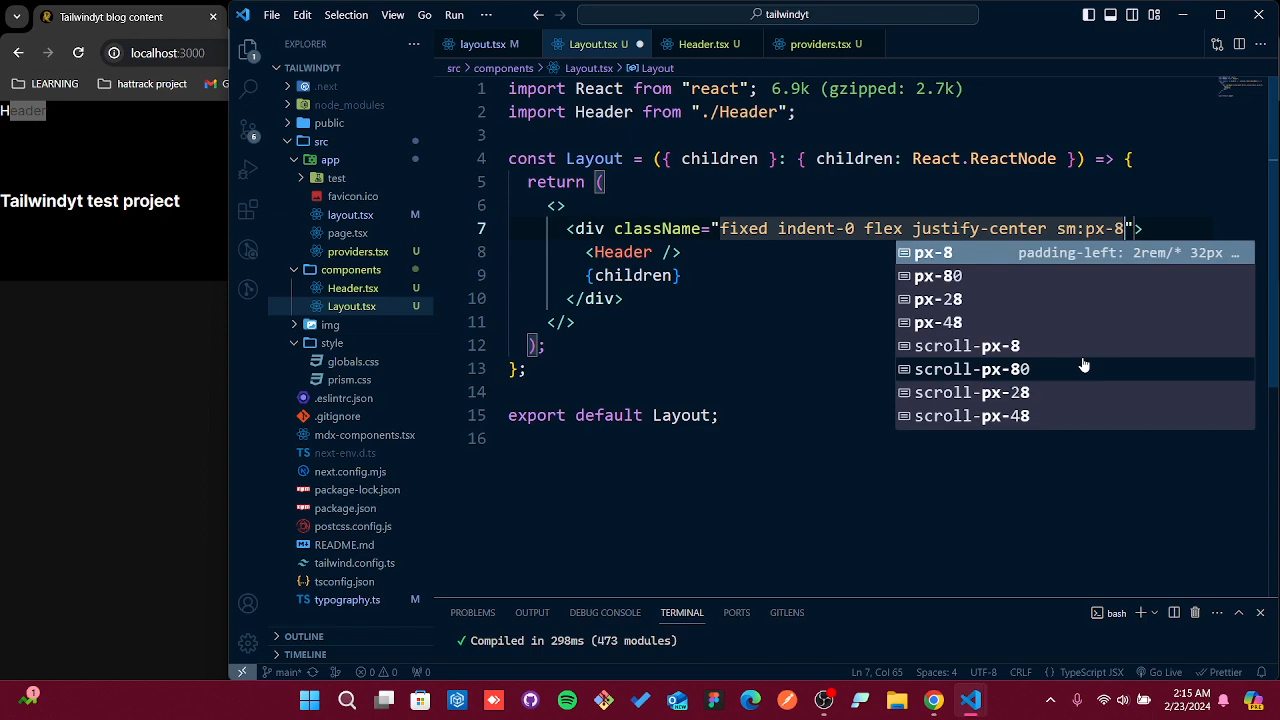 Tailwindyt blog content
localhost:3000
LEARNING hattrack project G
Header
Tailwindyt test project
File Edit Selection View Go Run ··· tailwindyt
EXPLORER ···
TAILWINDYT
.next
node_modules
public
src
app
test
favicon.ico
layout.tsx M
page.tsx
providers.tsx U
components
Header.tsx U
Layout.tsx U
img
style
globals.css
prism.css
.eslintrc.json
.gitignore
mdx-components.tsx
next-env.d.ts
next.config.mjs
package-lock.json
package.json
postcss.config.js
README.md
tailwind.config.ts
tsconfig.json
typography.ts M
OUTLINE
TIMELINE
layout.tsx M Layout.tsx U Header.tsx U providers.tsx U
src > components > Layout.tsx > Layout
1 import React from "react"; 6.9k (gzipped: 2.7k)
2 import Header from "./Header";
3
4 const Layout = ({ children }: { children: React.ReactNode }) => {
5 return (
6 <>
7 <div className="fixed indent-0 flex justify-center sm:px-8">
8 <Header />
9 {children}
10 </div>
11 </>
12 );
13 };
14
15 export default Layout;
16
px-8 padding-left: 2rem/* 32px …
px-80
px-28
px-48
scroll-px-8
scroll-px-80
scroll-px-28
scroll-px-48
PROBLEMS OUTPUT DEBUG CONSOLE TERMINAL PORTS GITLENS bash
✓ Compiled in 298ms (473 modules)
main* 0 0 0 Ln 7, Col 65 Spaces: 4 UTF-8 CRLF {} TypeScript JSX Go Live Prettier
1 2:15 AM
2/23/2024